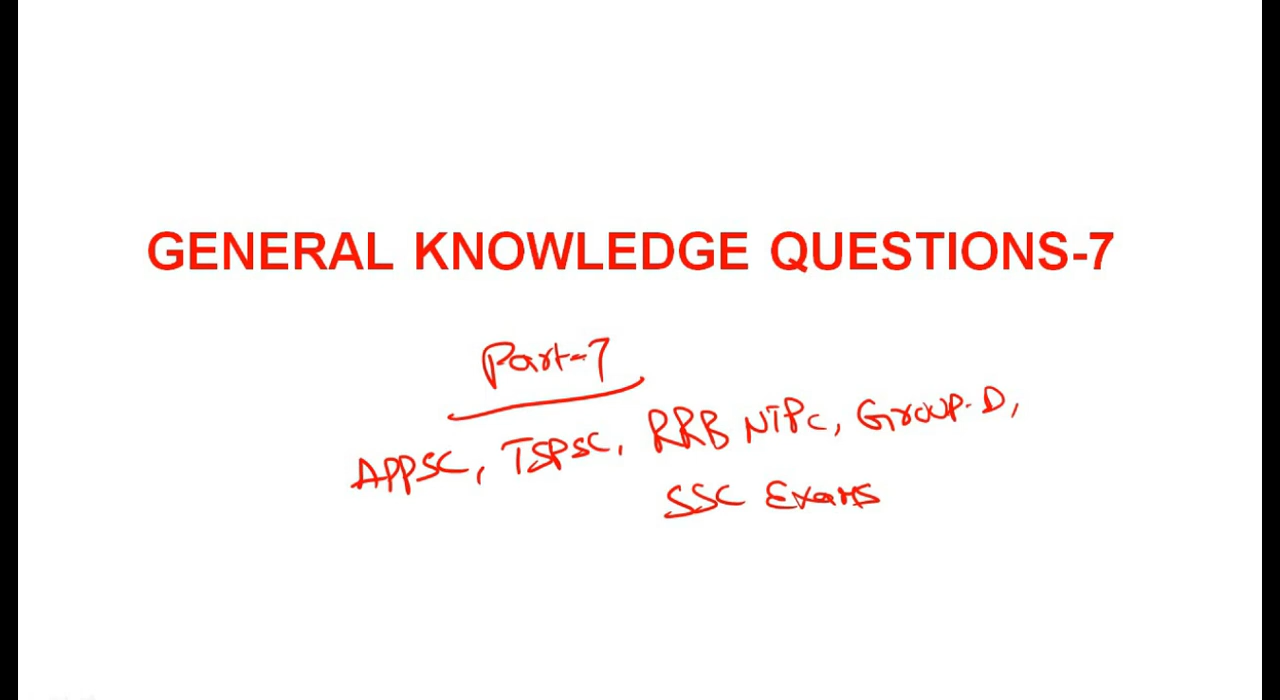 GENERAL KNOWLEDGE QUESTIONS-7
Part-7
APPSC, TSPSC, RRB NTPC, Group-D,
SSC Exams